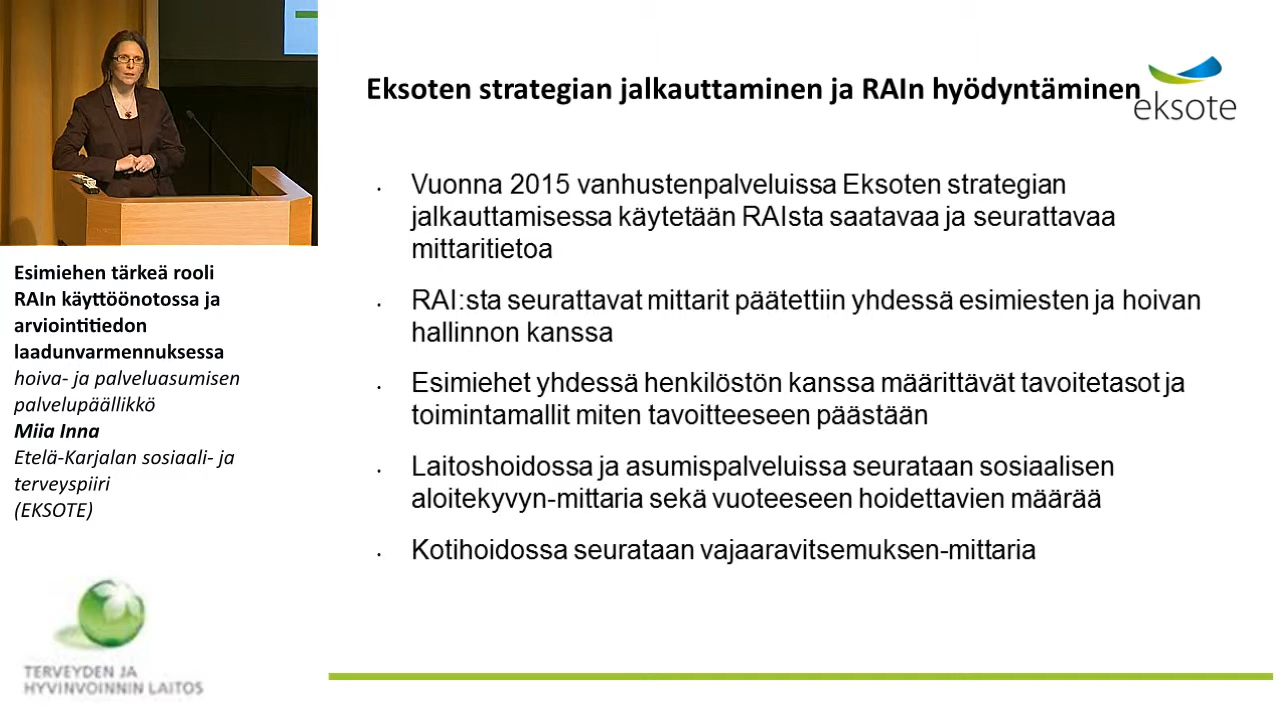 Eksoten strategian jalkauttaminen ja RAIn hyödyntäminen
eksote
• Vuonna 2015 vanhustenpalveluissa Eksoten strategian
jalkauttamisessa käytetään RAIsta saatavaa ja seurattavaa
mittaritietoa
• RAI:sta seurattavat mittarit päätettiin yhdessä esimiesten ja hoivan
hallinnon kanssa
• Esimiehet yhdessä henkilöstön kanssa määrittävät tavoitetasot ja
toimintamallit miten tavoitteeseen päästään
• Laitoshoidossa ja asumispalveluissa seurataan sosiaalisen
aloitekyvyn-mittaria sekä vuoteeseen hoidettavien määrää
• Kotihoidossa seurataan vajaaravitsemuksen-mittaria
Esimiehen tärkeä rooli
RAIn käyttöönotossa ja
arviointitiedon
laadunvarmennuksessa
hoiva- ja palveluasumisen
palvelupäällikkö
Miia Inna
Etelä-Karjalan sosiaali- ja
terveyspiiri
(EKSOTE)
TERVEYDEN JA
HYVINVOINNIN LAITOS